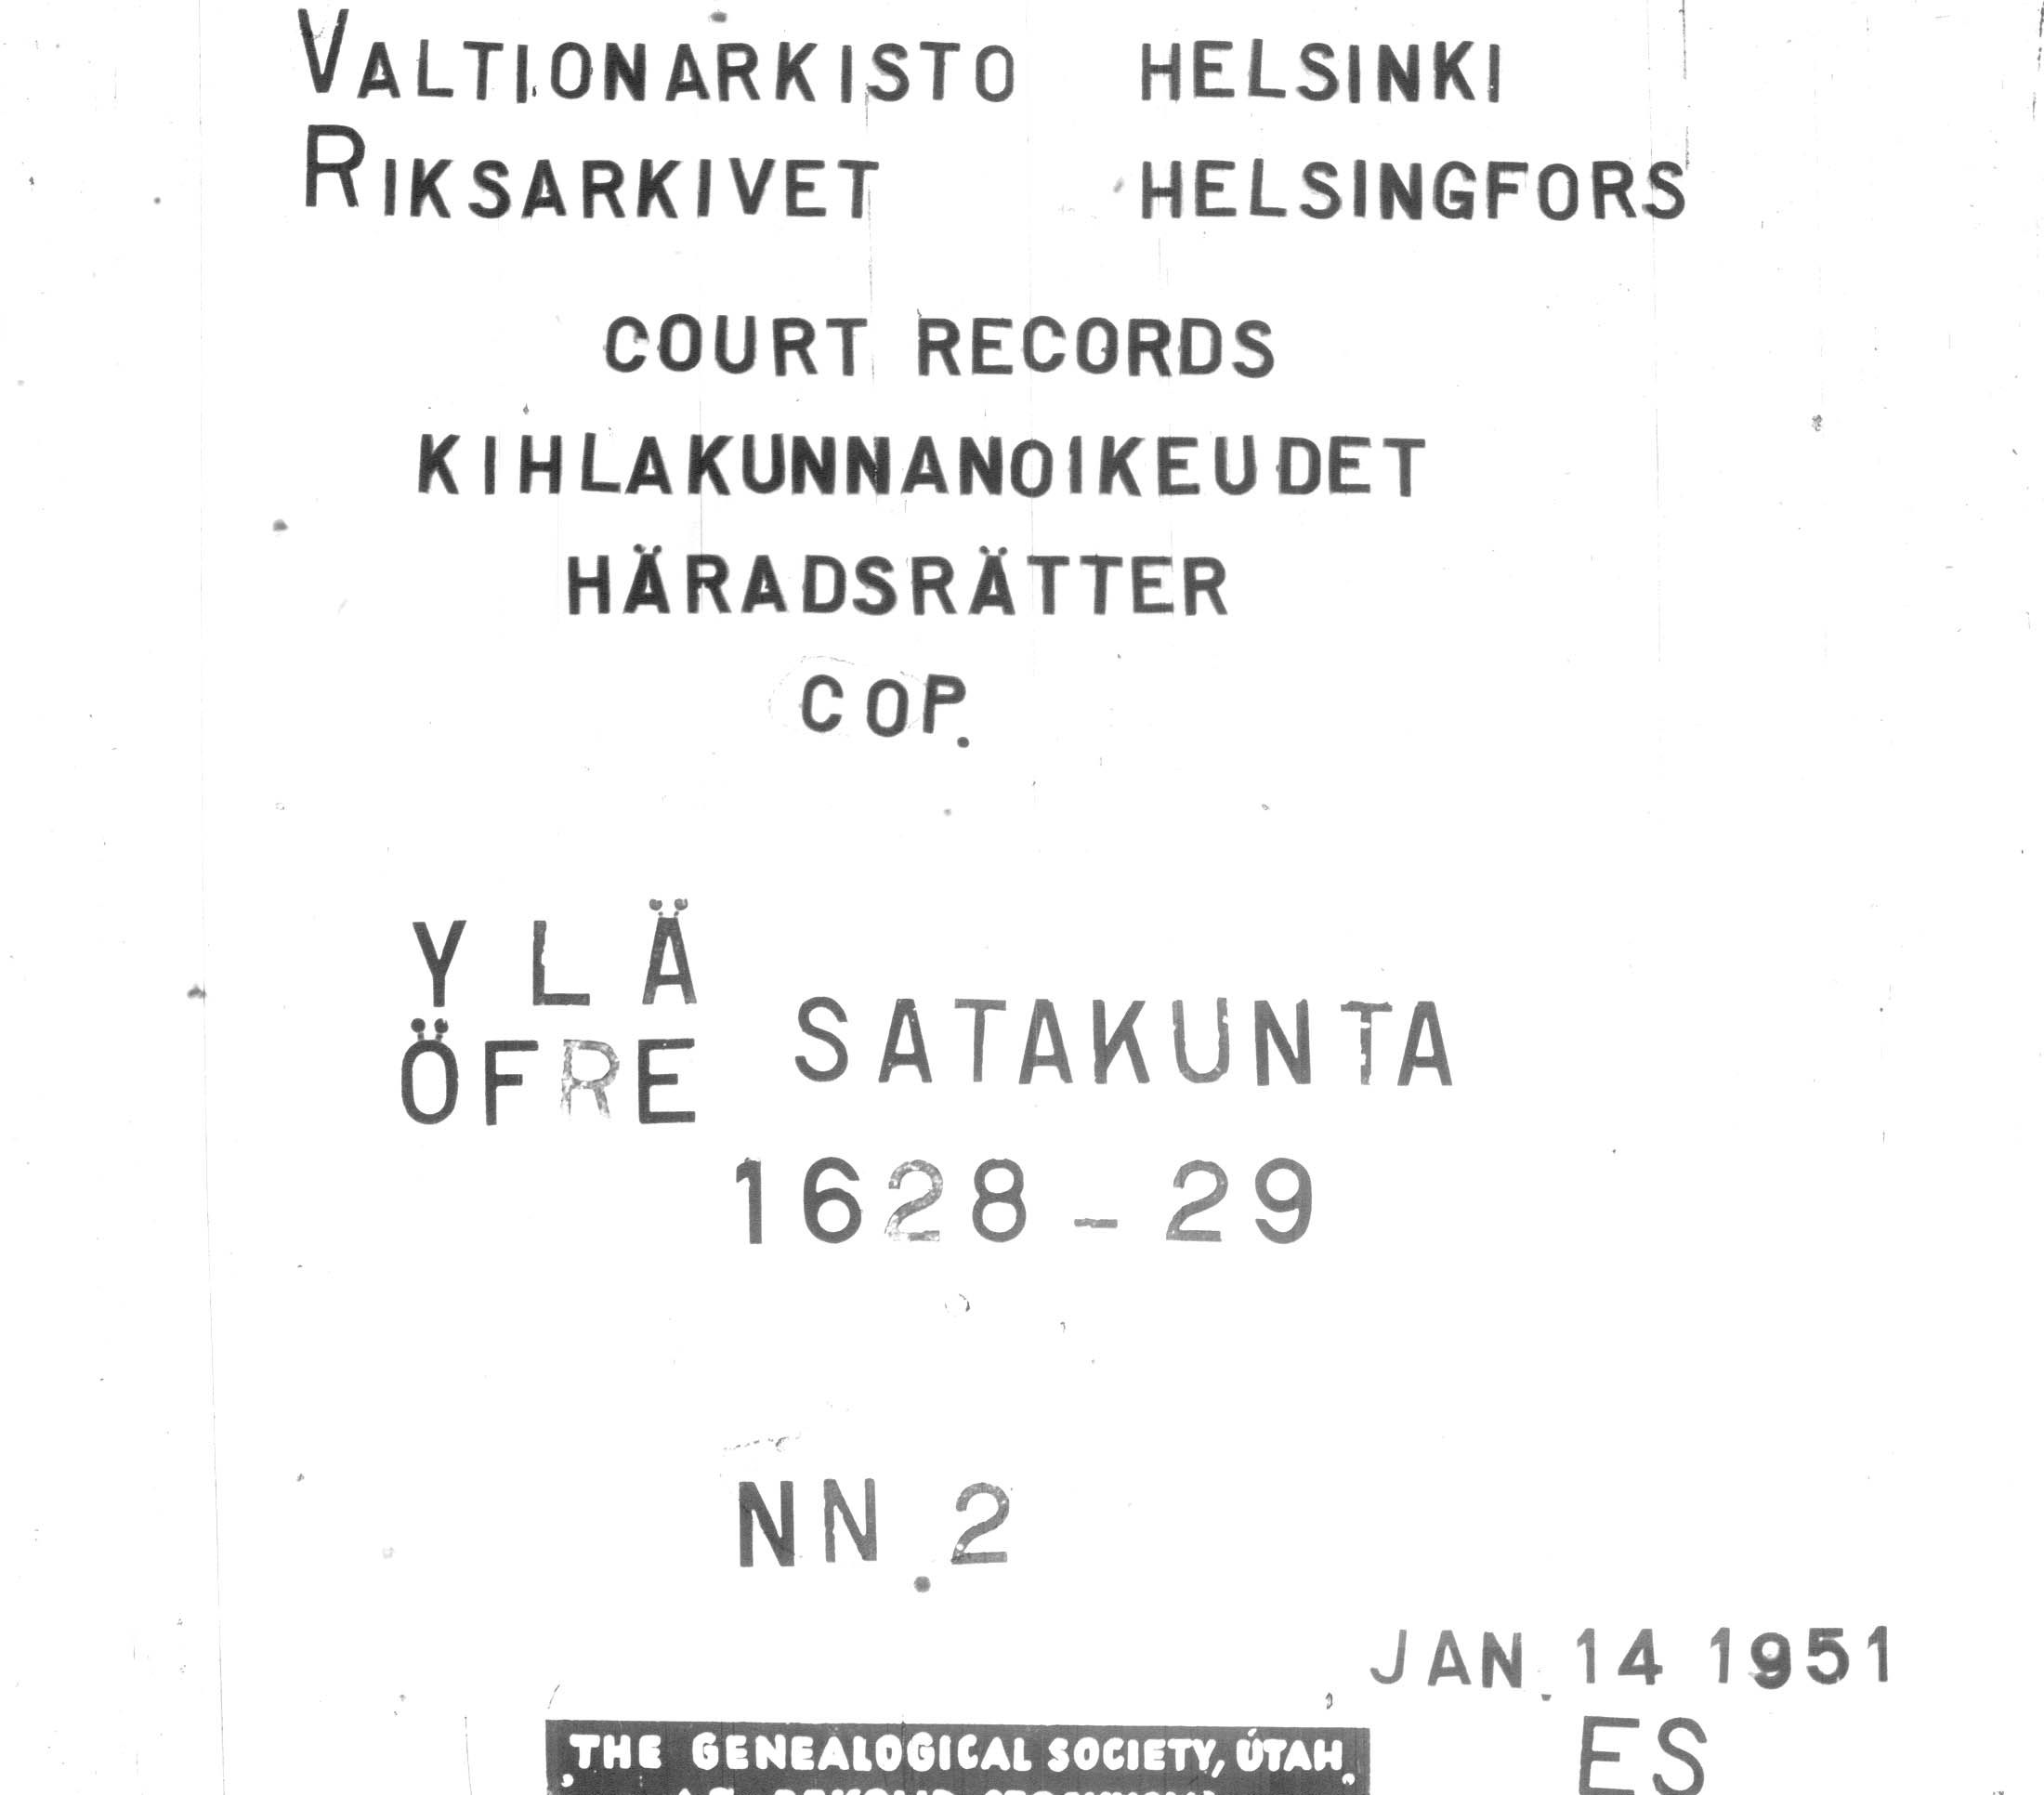 VALTIONARKISTO HELSINKI
RIKSARKIVET HELSINGFORS
COURT RECORDS
KIHLAKUNNANOIKEUDET
HÄRADSRÄTTER
COP.
YLÄ
ÖFRE SATAKUNTA
1628-29
NN.2
JAN. 14 1951
ES
THE GENEALOGICAL SOCIETY, UTAH